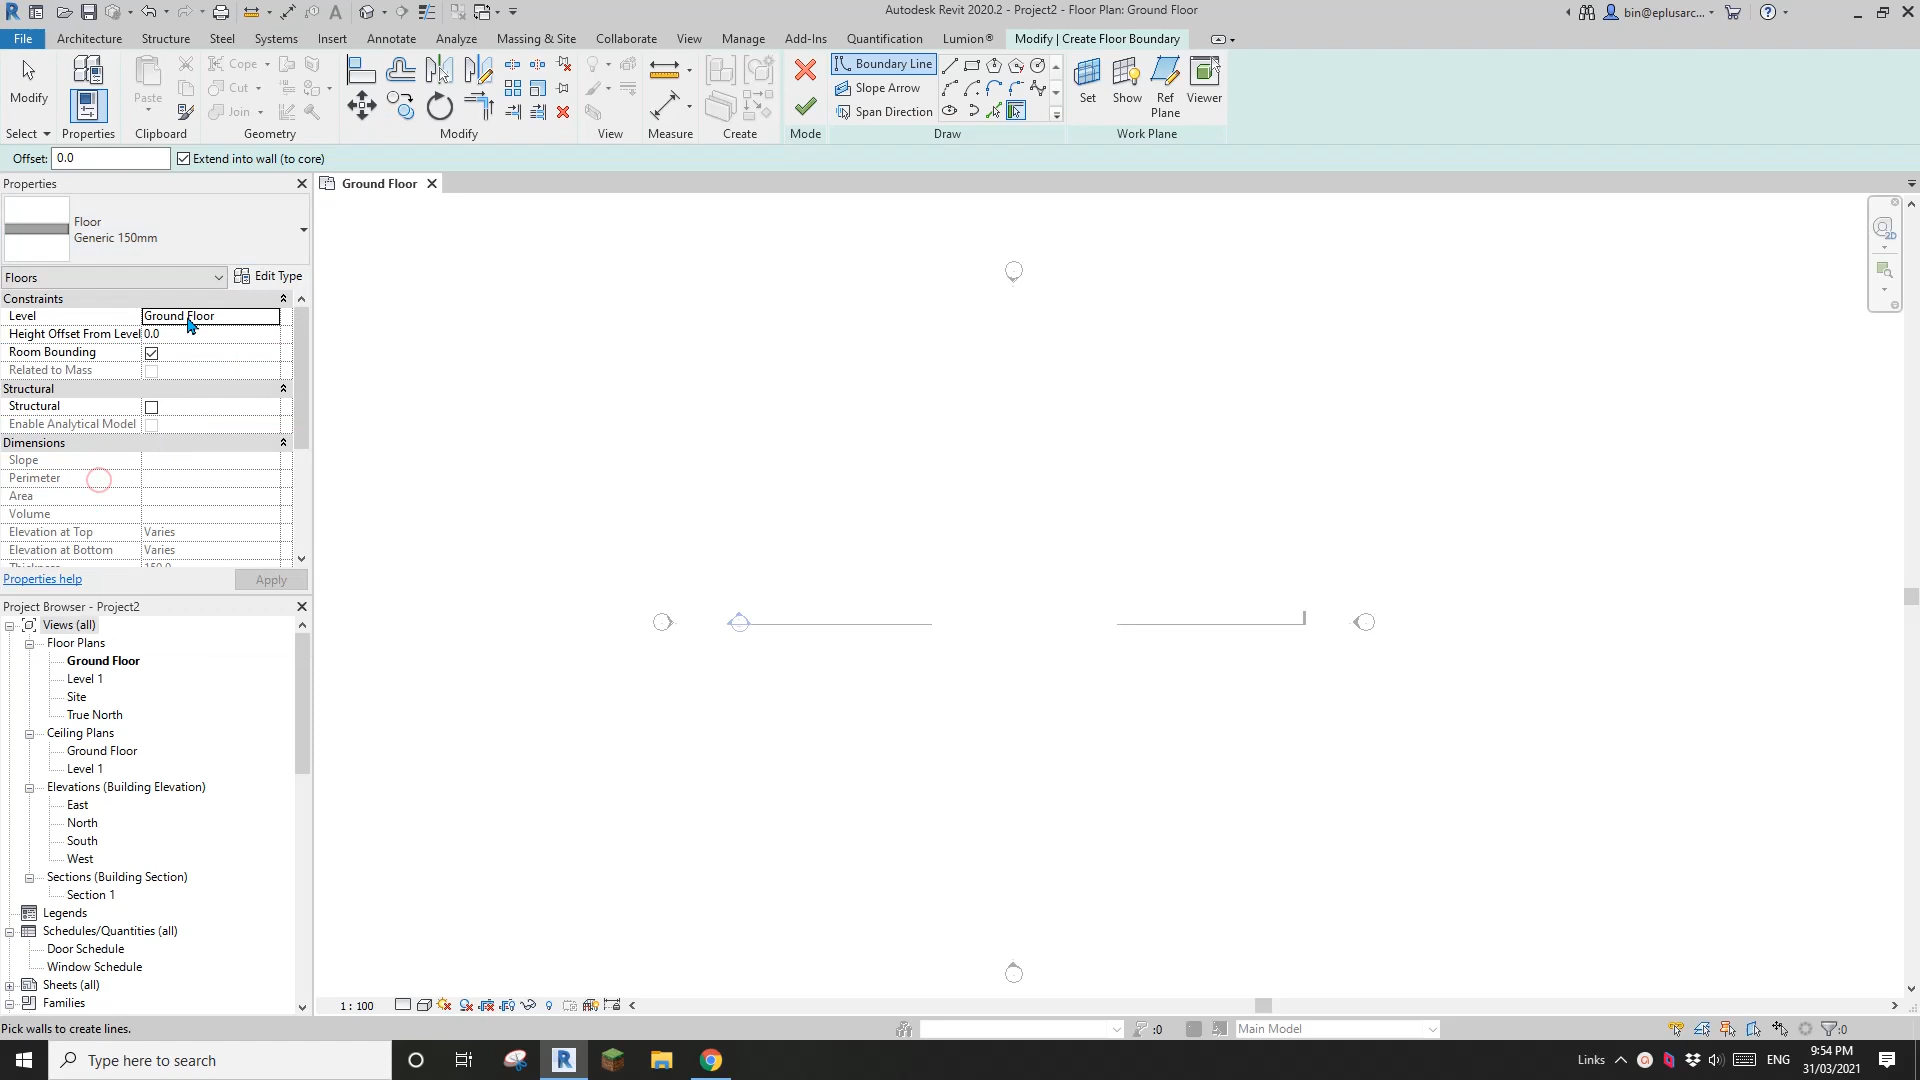 Autodesk Revit 2020.2 - Project2 - Floor Plan: Ground Floor
bin@eplusarc...
File Architecture Structure Steel Systems Insert Annotate Analyze Massing & Site Collaborate View Manage Add-Ins Quantification Lumion® Modify | Create Floor Boundary
Modify
Paste
Cope
Cut
Join
Boundary Line
Slope Arrow
Span Direction
Set Show Ref Plane Viewer
Select Properties Clipboard Geometry Modify View Measure Create Mode Draw Work Plane
Offset: 0.0 Extend into wall (to core)
Properties
Ground Floor
Floor
Generic 150mm
Floors Edit Type
Constraints
Level Ground Floor
Height Offset From Level 0.0
Room Bounding
Related to Mass
Structural
Structural
Enable Analytical Model
Dimensions
Slope
Perimeter
Area
Volume
Elevation at Top Varies
Elevation at Bottom Varies
Thickness 150.0
Properties help Apply
Project Browser - Project2
Views (all)
Floor Plans
Ground Floor
Level 1
Site
True North
Ceiling Plans
Ground Floor
Level 1
Elevations (Building Elevation)
East
North
South
West
Sections (Building Section)
Section 1
Legends
Schedules/Quantities (all)
Door Schedule
Window Schedule
Sheets (all)
Families
2D
1 : 100
Pick walls to create lines.
:0
Main Model
:0
Type here to search
Links
ENG
9:54 PM
31/03/2021